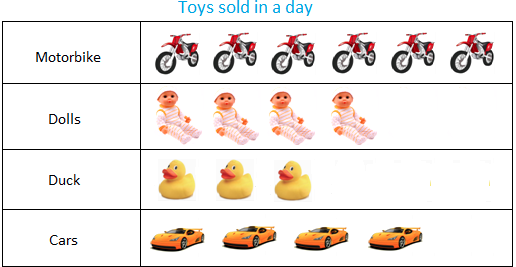 Toys sold in a day
Motorbike
Dolls
Duck
Cars